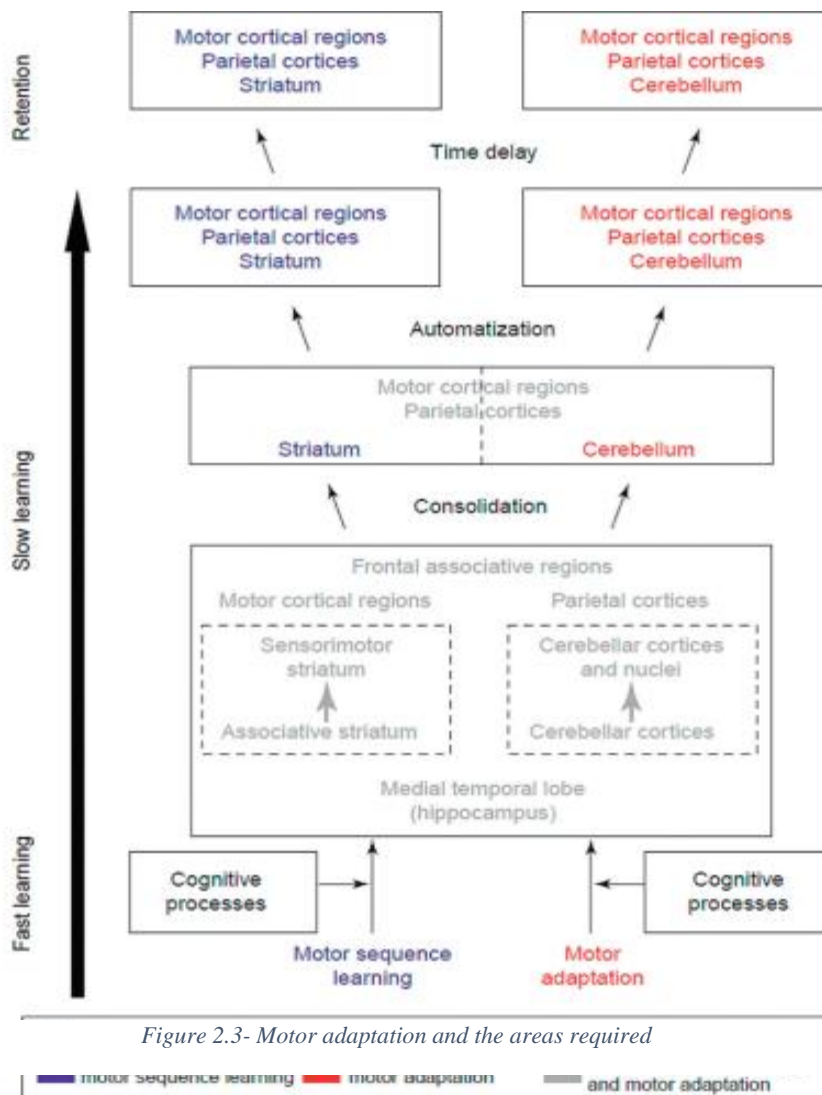 Retention
Motor cortical regions
Parietal cortices
Striatum
Motor cortical regions
Parietal cortices
Cerebellum
Time delay
Motor cortical regions
Parietal cortices
Striatum
Motor cortical regions
Parietal cortices
Cerebellum
Automatization
Slow learning
Motor cortical regions
Parietal cortices
Striatum
Cerebellum
Consolidation
Frontal associative regions
Motor cortical regions
Parietal cortices
Sensorimotor
striatum
Associative striatum
Cerebellar cortices
and nuclei
Cerebellar cortices
Medial temporal lobe
(hippocampus)
Fast learning
Cognitive
processes
Cognitive
processes
Motor sequence
learning
Motor
adaptation
Figure 2.3- Motor adaptation and the areas required
motor sequence learning
motor adaptation
and motor adaptation